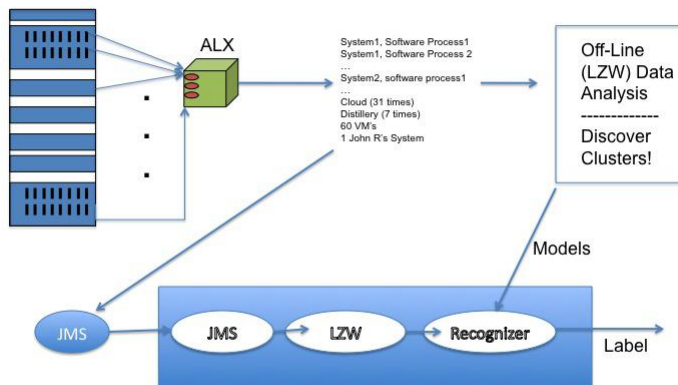 ALX
System1, Software Process1
System1, Software Process 2
...
System2, software process1
...
Cloud (31 times)
Distillery (7 times)
60 VM's
1 John R's System
Off-Line
(LZW) Data
Analysis
-------------
Discover
Clusters!
Models
JMS
JMS
LZW
Recognizer
Label